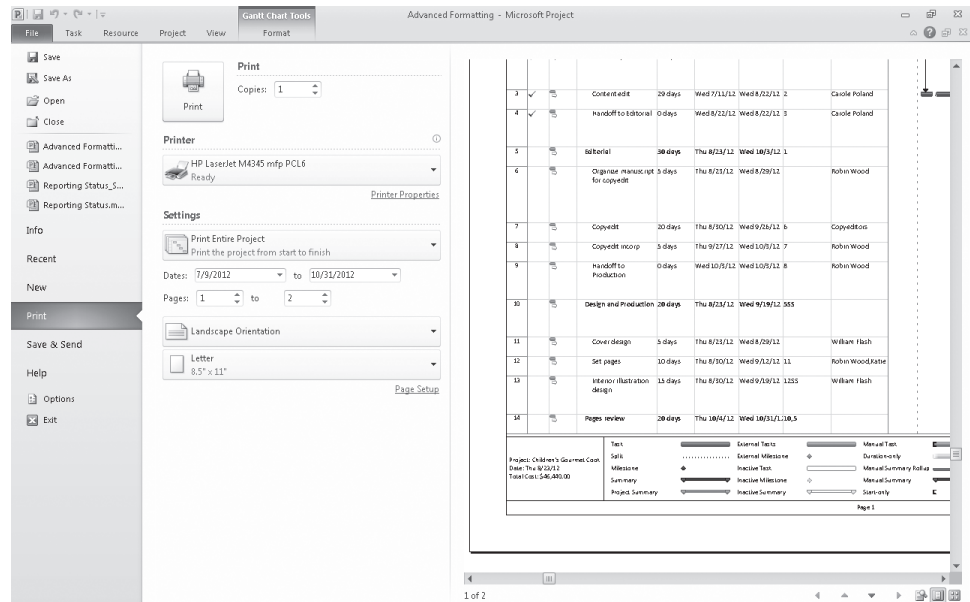 Gantt Chart Tools
Advanced Formatting - Microsoft Project
File Task Resource Project View Format
Save
Save As
Open
Close
Advanced Formatti...
Advanced Formatti...
Reporting Status_S...
Reporting Status.m...
Info
Recent
New
Print
Save & Send
Help
Options
Exit
Print
Print
Copies: 1
Printer
HP LaserJet M4345 mfp PCL6
Ready
Printer Properties
Settings
Print Entire Project
Print the project from start to finish
Dates: 7/9/2012 to 10/31/2012
Pages: 1 to 2
Landscape Orientation
Letter
8.5" x 11"
Page Setup
3 Content edit 29 days Wed 7/11/12 Wed 8/22/12 2 Carole Poland
4 Handoff to Editorial 0 days Wed 8/22/12 Wed 8/22/12 3 Carole Poland
5 Editorial 30 days Thu 8/23/12 Wed 10/3/12 1
6 Organize manuscript for copyedit 5 days Thu 8/23/12 Wed 8/29/12 Robin Wood
7 Copyedit 20 days Thu 8/30/12 Wed 9/26/12 6 Copyeditors
8 Copyedit incorp 5 days Thu 9/27/12 Wed 10/3/12 7 Robin Wood
9 Handoff to Production 0 days Wed 10/3/12 Wed 10/3/12 8 Robin Wood
10 Design and Production 20 days Thu 8/23/12 Wed 9/19/12 5SS
11 Cover design 5 days Thu 8/23/12 Wed 8/29/12 William Flash
12 Set pages 10 days Thu 8/30/12 Wed 9/12/12 11 Robin Wood,Katie
13 Interior illustration design 15 days Thu 8/30/12 Wed 9/19/12 12SS William Flash
14 Pages review 20 days Thu 10/4/12 Wed 10/31/1 10,5
Project: Children's Gourmet Cook
Date: Thu 8/23/12
Total Cost: $46,440.00
Task External Tasks Manual Task
Split External Milestone Duration-only
Milestone Inactive Task Manual Summary Rollup
Summary Inactive Milestone Manual Summary
Project Summary Inactive Summary Start-only
Page 1
1 of 2